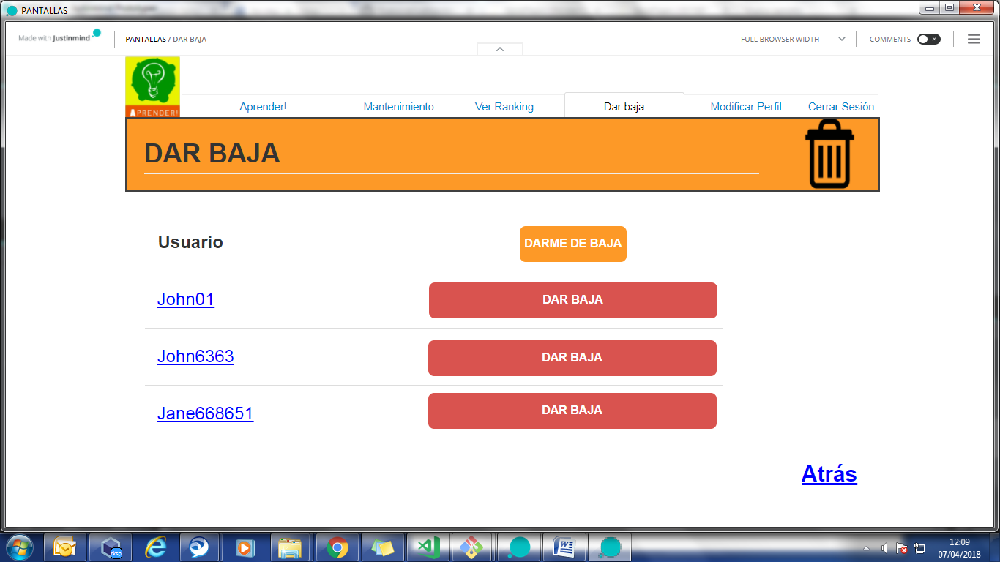 PANTALLAS
Made with Justinmind
PANTALLAS / DAR BAJA
FULL BROWSER WIDTH
COMMENTS
APRENDER!
Aprender!
Mantenimiento
Ver Ranking
Dar baja
Modificar Perfil
Cerrar Sesión
DAR BAJA
Usuario
DARME DE BAJA
John01
DAR BAJA
John6363
DAR BAJA
Jane668651
DAR BAJA
Atrás
12:09
07/04/2018